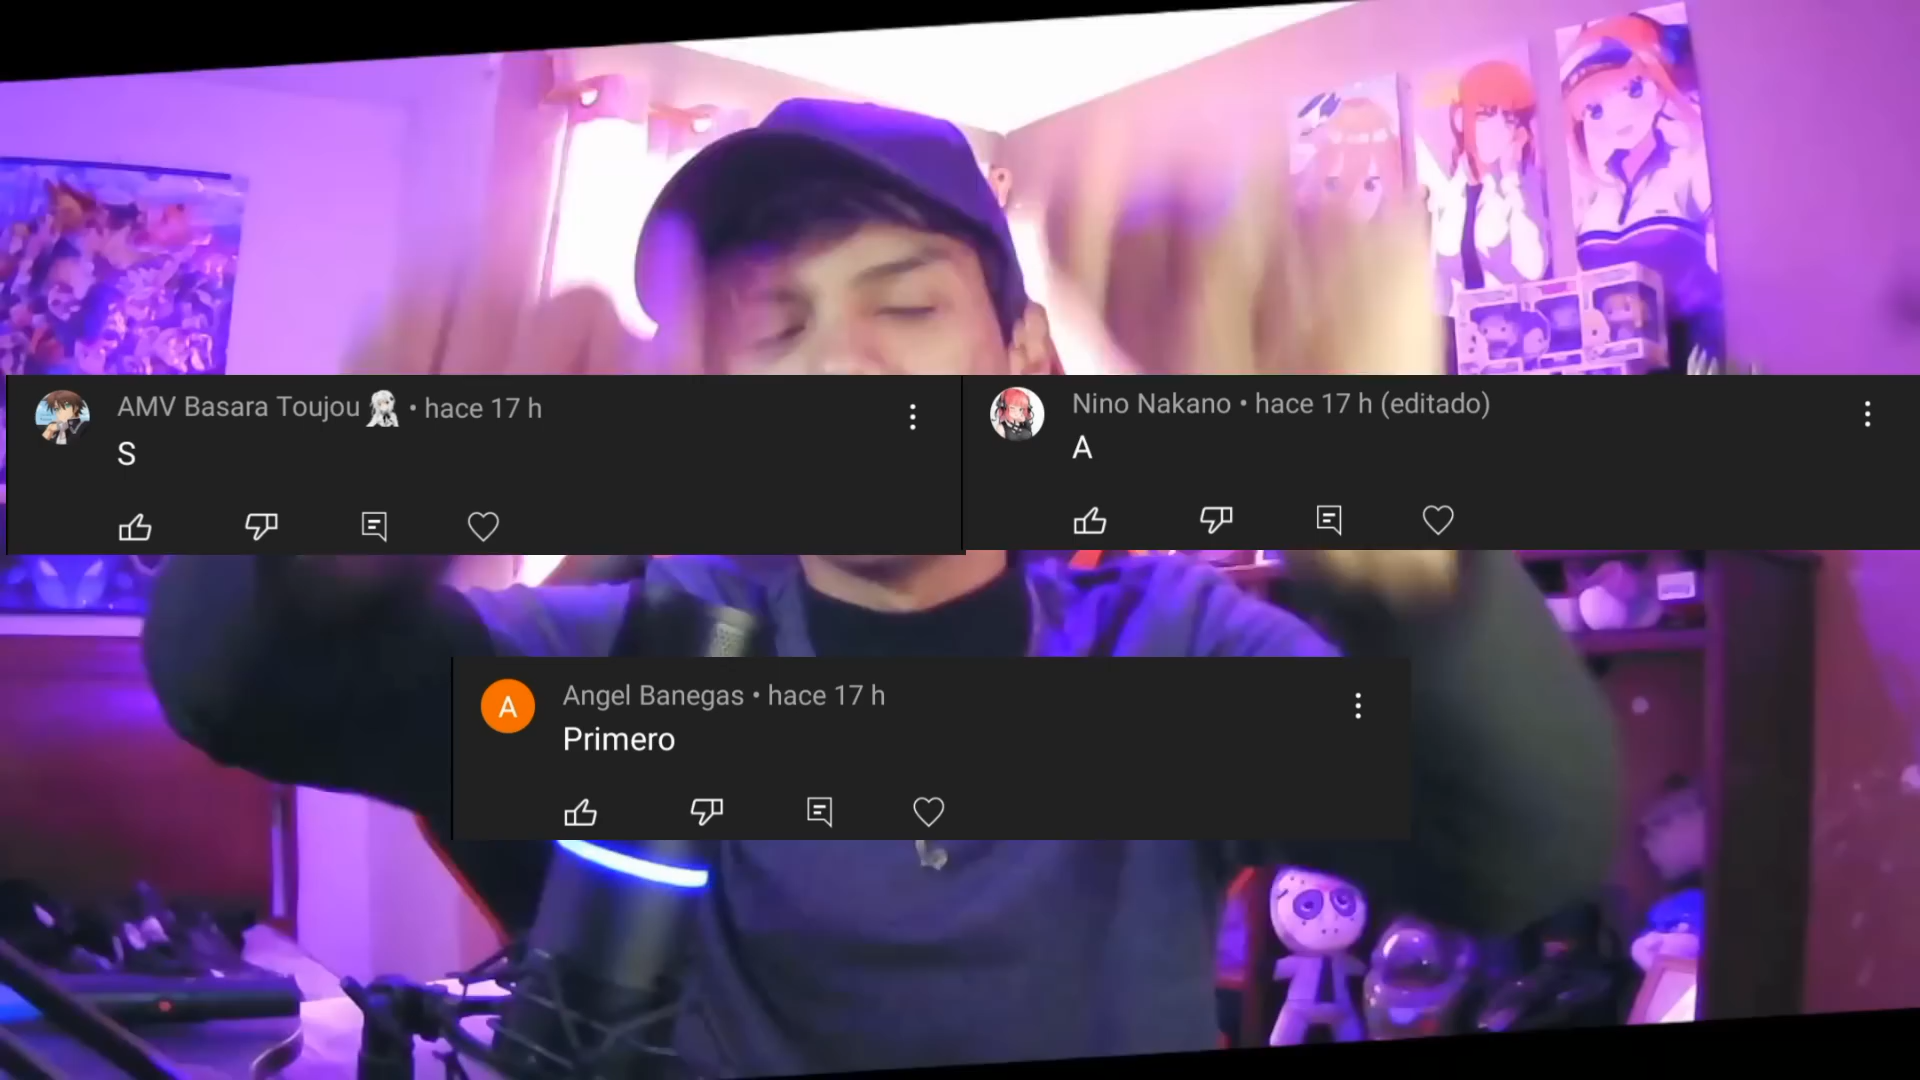 AMV Basara Toujou • hace 17 h
S
Nino Nakano • hace 17 h (editado)
A
A
Angel Banegas • hace 17 h
Primero